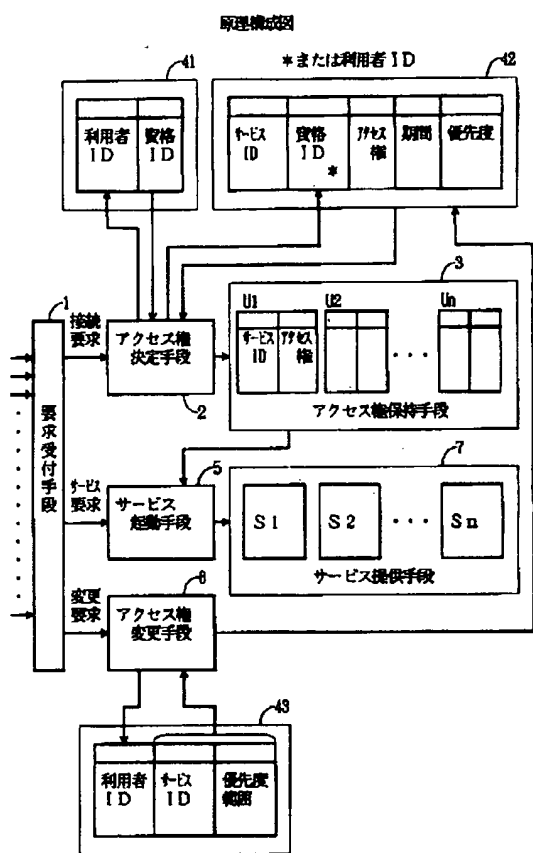 原理構成図
41
*または利用者ID
42
利用者
ID
資格
ID
サービス
ID
資格
ID
*
アクセス
権
期間
優先度
1
接続
要求
アクセス権
決定手段
2
3
U1
U2
Un
サービス
ID
アクセス
権
・・・
アクセス権保持手段
要求受付手段
サービス
要求
サービス
起動手段
5
7
S1
S2
・・・
Sn
サービス提供手段
変更
要求
アクセス権
変更手段
6
43
利用者
ID
サービス
ID
優先度
範囲